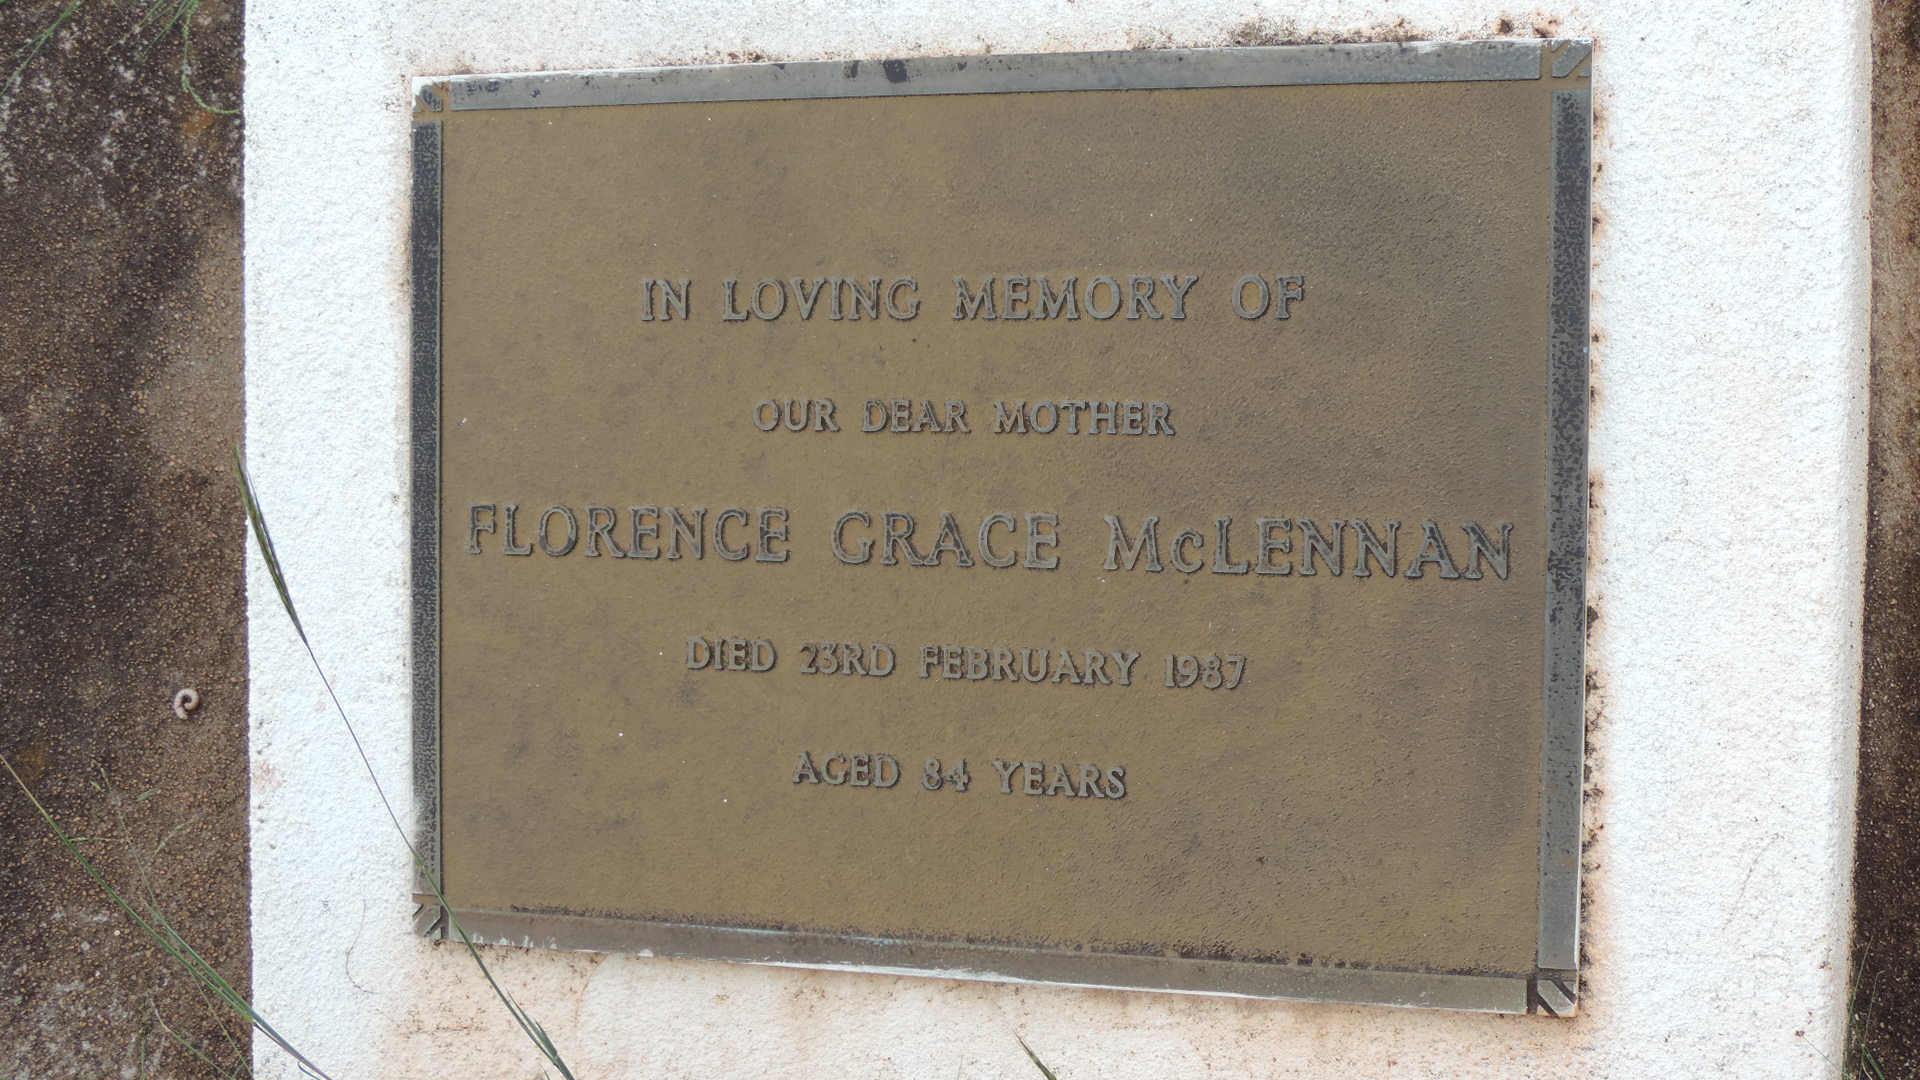 IN LOVING MEMORY OF
OUR DEAR MOTHER
FLORENCE GRACE McLENNAN
DIED 23RD FEBRUARY 1987
AGED 84 YEARS